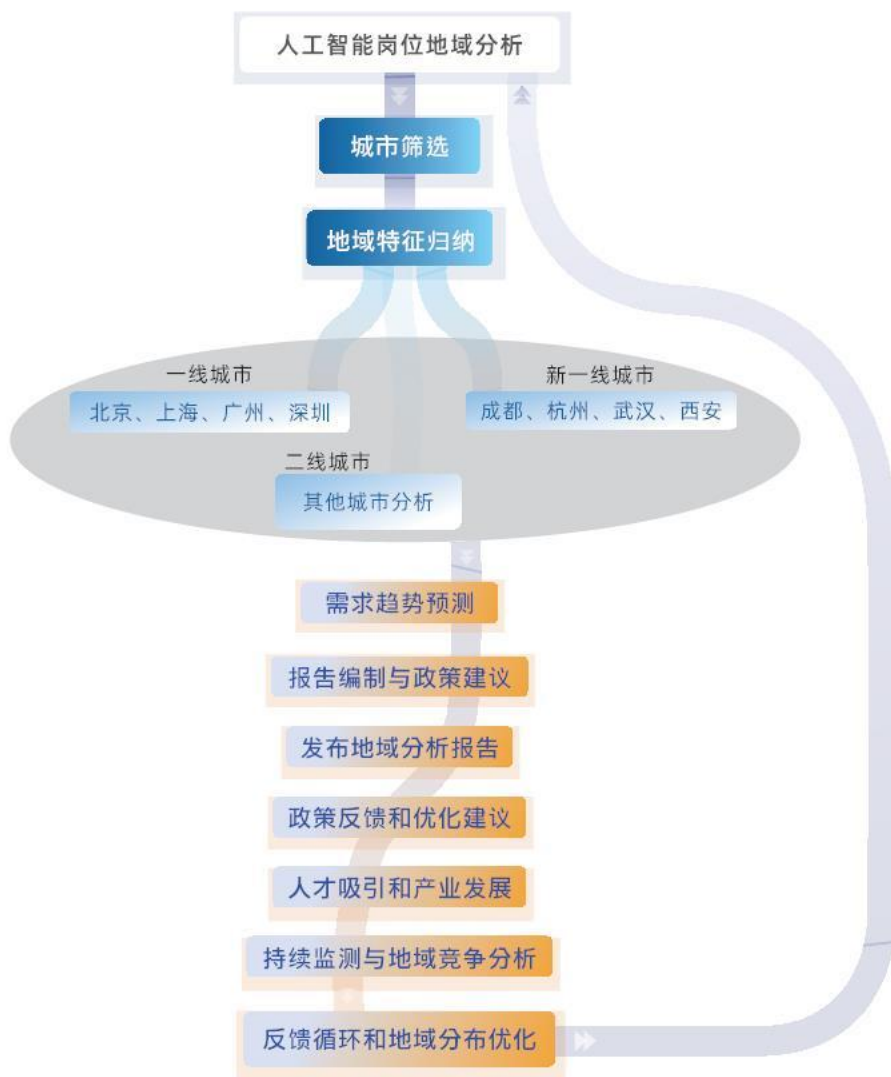 人工智能岗位地域分析
城市筛选
地域特征归纳
一线城市
北京、上海、广州、深圳
新一线城市
成都、杭州、武汉、西安
二线城市
其他城市分析
需求趋势预测
报告编制与政策建议
发布地域分析报告
政策反馈和优化建议
人才吸引和产业发展
持续监测与地域竞争分析
反馈循环和地域分布优化